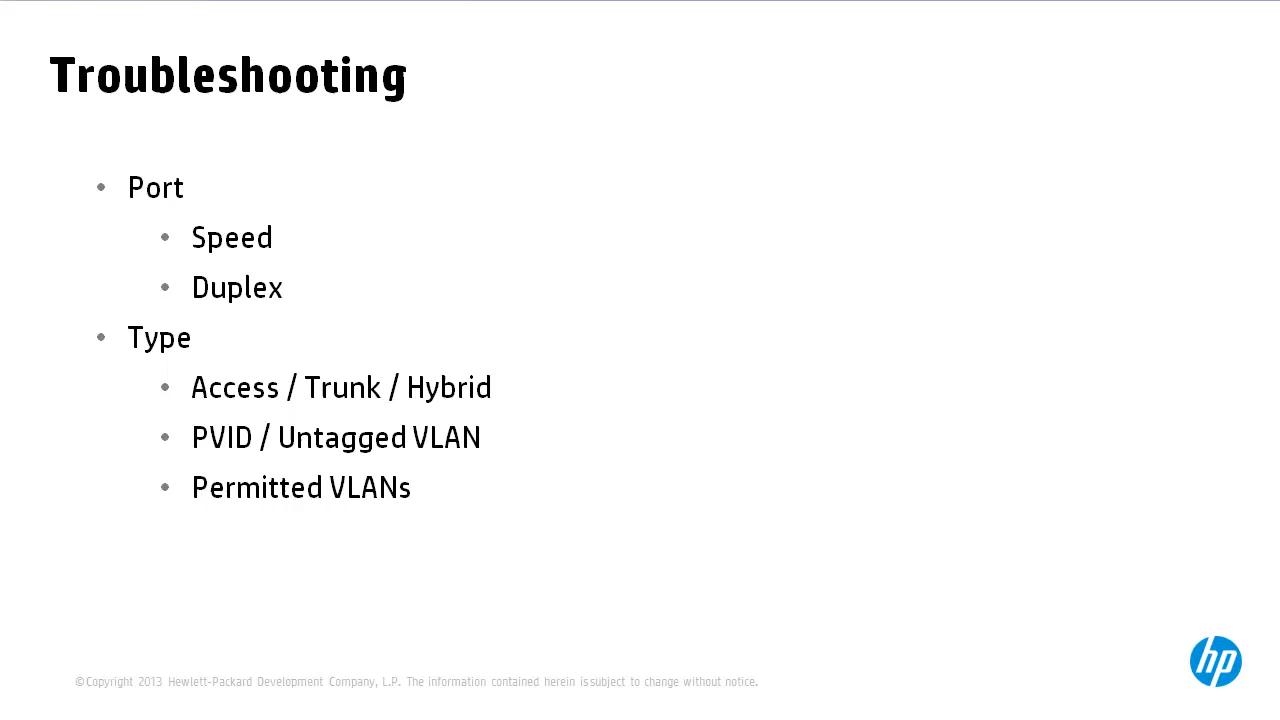 Troubleshooting
• Port
• Speed
• Duplex
• Type
• Access / Trunk / Hybrid
• PVID / Untagged VLAN
• Permitted VLANs
hp
©Copyright 2013 Hewlett-Packard Development Company, L.P. The information contained herein is subject to change without notice.